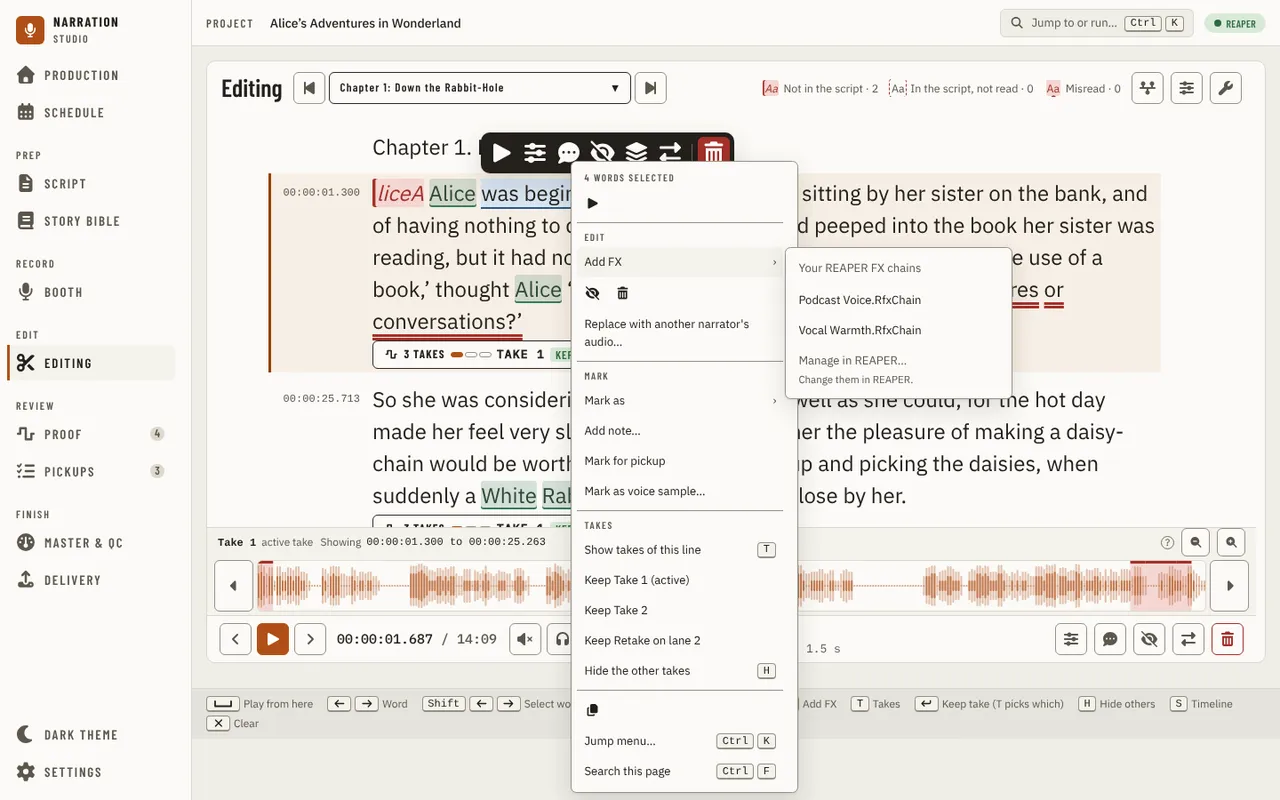 NARRATION
STUDIO
PRODUCTION
SCHEDULE
PREP
SCRIPT
STORY BIBLE
RECORD
BOOTH
EDIT
EDITING
REVIEW
PROOF 4
PICKUPS 3
FINISH
MASTER & QC
DELIVERY
DARK THEME
SETTINGS
PROJECT Alice's Adventures in Wonderland
Jump to or run... Ctrl K
REAPER
Editing
Chapter 1: Down the Rabbit-Hole
Aa Not in the script · 2 Aa In the script, not read · 0 Aa Misread · 0
Chapter 1.
00:00:01.300 liceA Alice was sitting by her sister on the bank, and
of having nothing to peeped into the book her sister was
reading, but it had use of a
book,’ thought Alice ‘ or
conversations?’
3 TAKES TAKE 1
00:00:25.713 So she was well as she could, for the hot day
made her feel very the pleasure of making a daisy-
chain would be up and picking the daisies, when
suddenly a White by her.
3 TAKES TAKE 1
4 WORDS SELECTED
EDIT
Add FX ›
Replace with another narrator's
audio...
MARK
Mark as ›
Add note...
Mark for pickup
Mark as voice sample...
TAKES
Show takes of this line T
Keep Take 1 (active)
Keep Take 2
Keep Retake on lane 2
Hide the other takes H
Jump menu... Ctrl K
Search this page Ctrl F
Your REAPER FX chains
Podcast Voice.RfxChain
Vocal Warmth.RfxChain
Manage in REAPER...
Change them in REAPER.
Take 1 active take Showing 00:00:01.300 to 00:00:25.263
00:00:01.687 / 14:09
1.5 s
Play from here ← → Word Shift ← → Select Add FX T Takes Keep take (T picks which) H Hide others S Timeline
X Clear